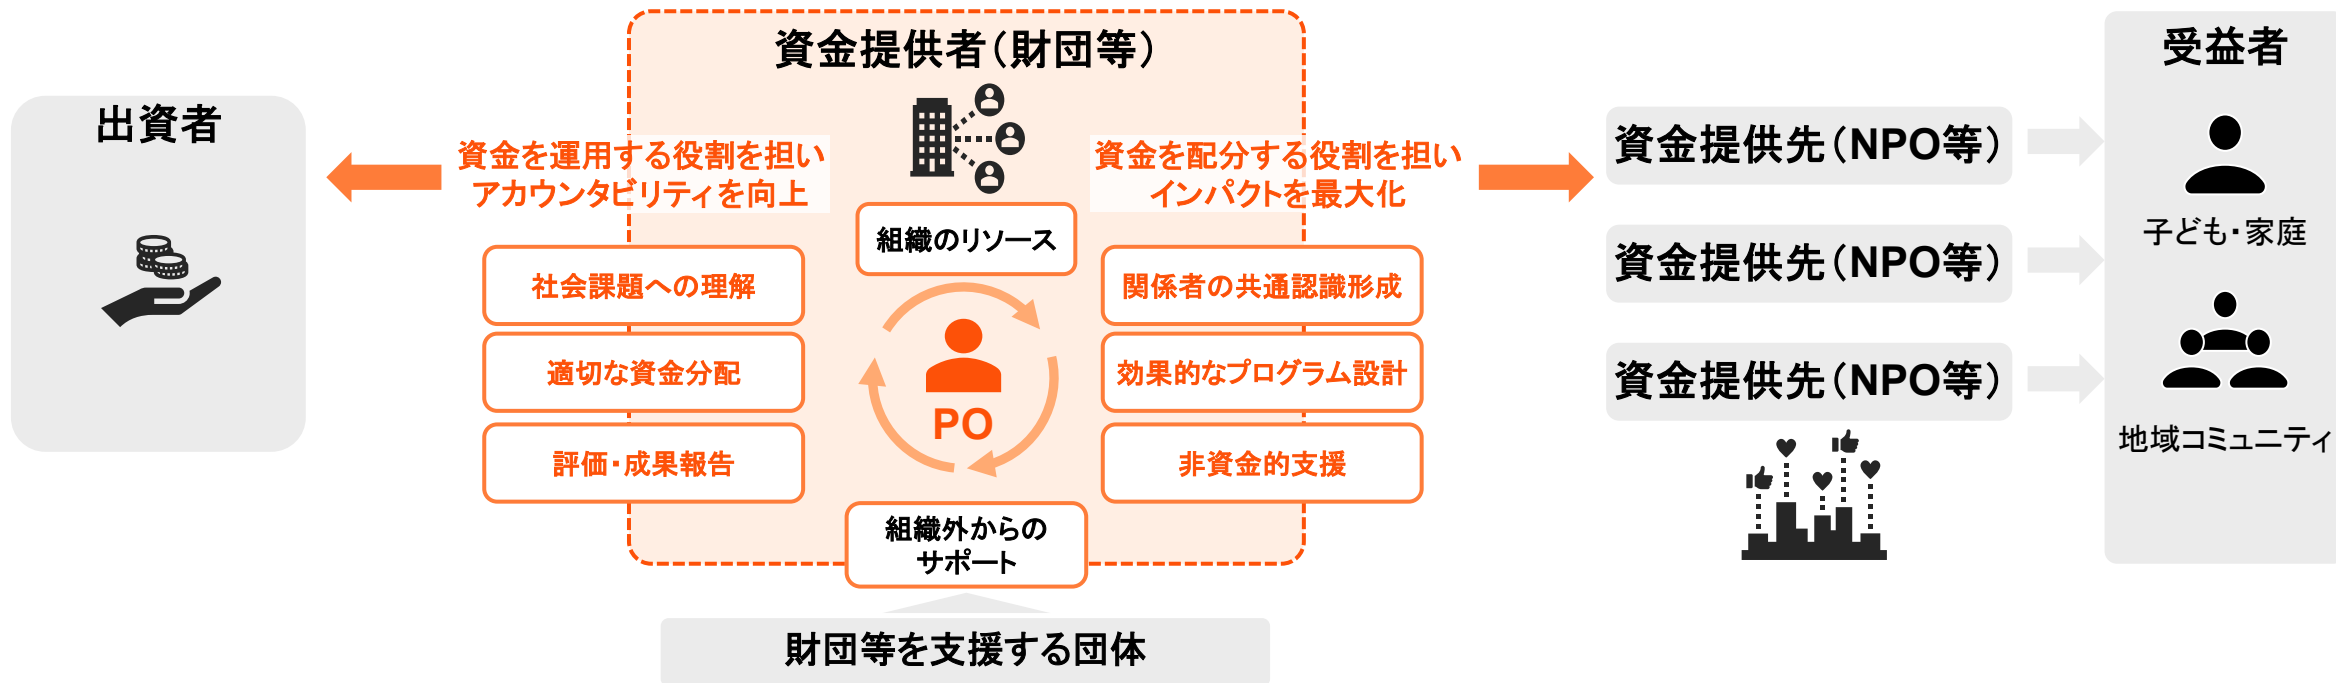 出資者
資金提供者（財団等）
資金を運用する役割を担い
アカウンタビリティを向上
資金を配分する役割を担い
インパクトを最大化
組織のリソース
社会課題への理解
適切な資金分配
評価・成果報告
PO
関係者の共通認識形成
効果的なプログラム設計
非資金的支援
組織外からの
サポート
財団等を支援する団体
資金提供先（NPO等）
資金提供先（NPO等）
資金提供先（NPO等）
受益者
子ども・家庭
地域コミュニティ